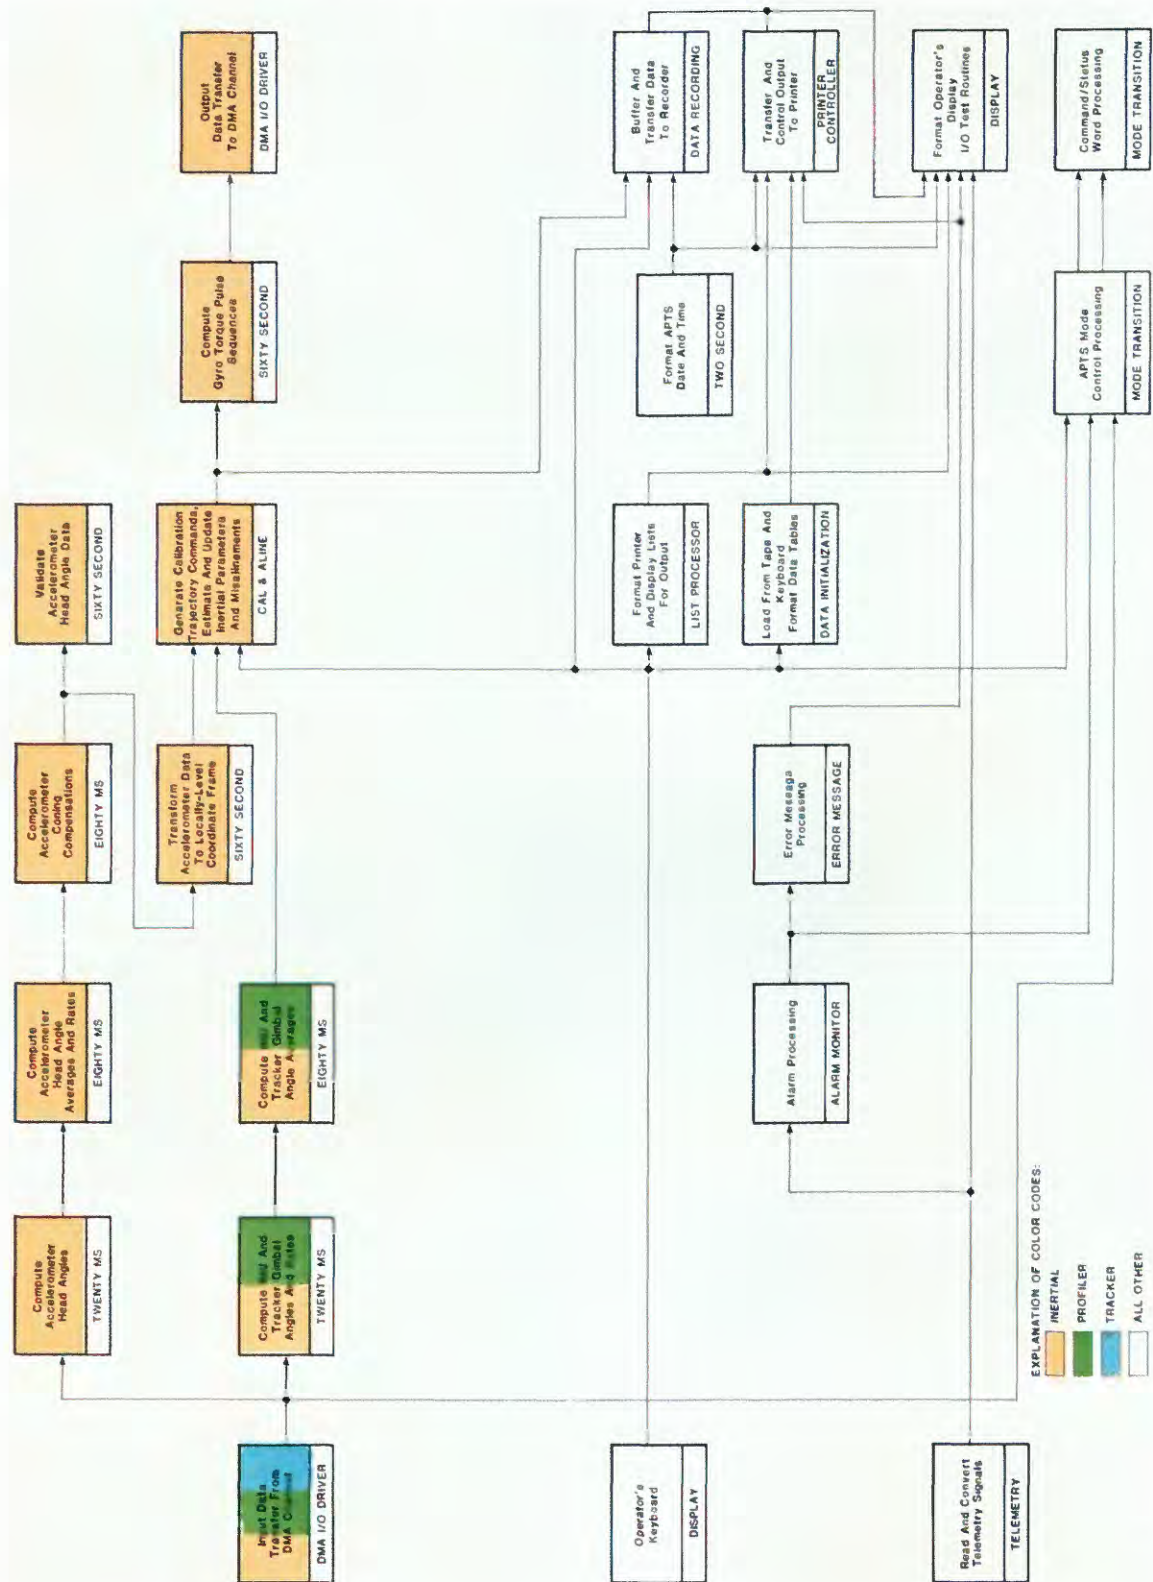 Input Data
Transfer From
DMA Channel
DMA I/O DRIVER
Compute
Accelerometer
Head Angles
TWENTY MS
Compute
Accelerometer
Head Angle
Averages And Rates
EIGHTY MS
Compute
Accelerometer
Coning
Compensations
EIGHTY MS
Validate
Accelerometer
Head Angle Data
SIXTY SECOND
Compute And
Tracker Gimbal
Angles And Rates
TWENTY MS
Compute And
Tracker Gimbal
Angle Averages
EIGHTY MS
Transform
Accelerometer Data
To Locally-Level
Coordinate Frame
SIXTY SECOND
Generate Calibration
Trajectory Commands,
Estimate And Update
Inertial Parameters
And Misalinements
CAL & ALINE
Compute
Gyro Torque Pulse
Sequences
SIXTY SECOND
Output
Data Transfer
To DMA Channel
DMA I/O DRIVER
Operator's
Keyboard
DISPLAY
Format Printer
And Display Lists
For Output
LIST PROCESSOR
Format APTS
Date And Time
TWO SECOND
Buffer And
Transfer Data
To Recorder
DATA RECORDING
Load From Tape And
Keyboard
Format Data Tables
DATA INITIALIZATION
Transfer And
Control Output
To Printer
PRINTER
CONTROLLER
Alarm Processing
ALARM MONITOR
Error Message
Processing
ERROR MESSAGE
Format Operator's
Display
I/O Test Routines
DISPLAY
Read And Convert
Telemetry Signals
TELEMETRY
APTS Mode
Control Processing
MODE TRANSITION
Command/Status
Word Processing
MODE TRANSITION
EXPLANATION OF COLOR CODES:
INERTIAL
PROFILER
TRACKER
ALL OTHER